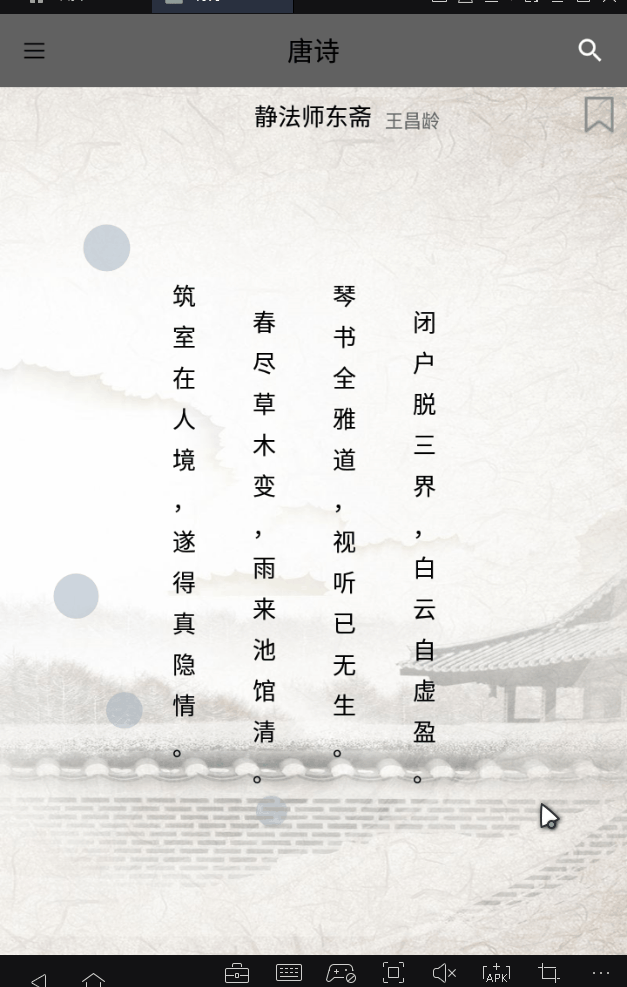 唐诗
静法师东斋 王昌龄
筑室在人境，遂得真隐情。
春尽草木变，雨来池馆清。
琴书全雅道，视听已无生。
闭户脱三界，白云自虚盈。
APK